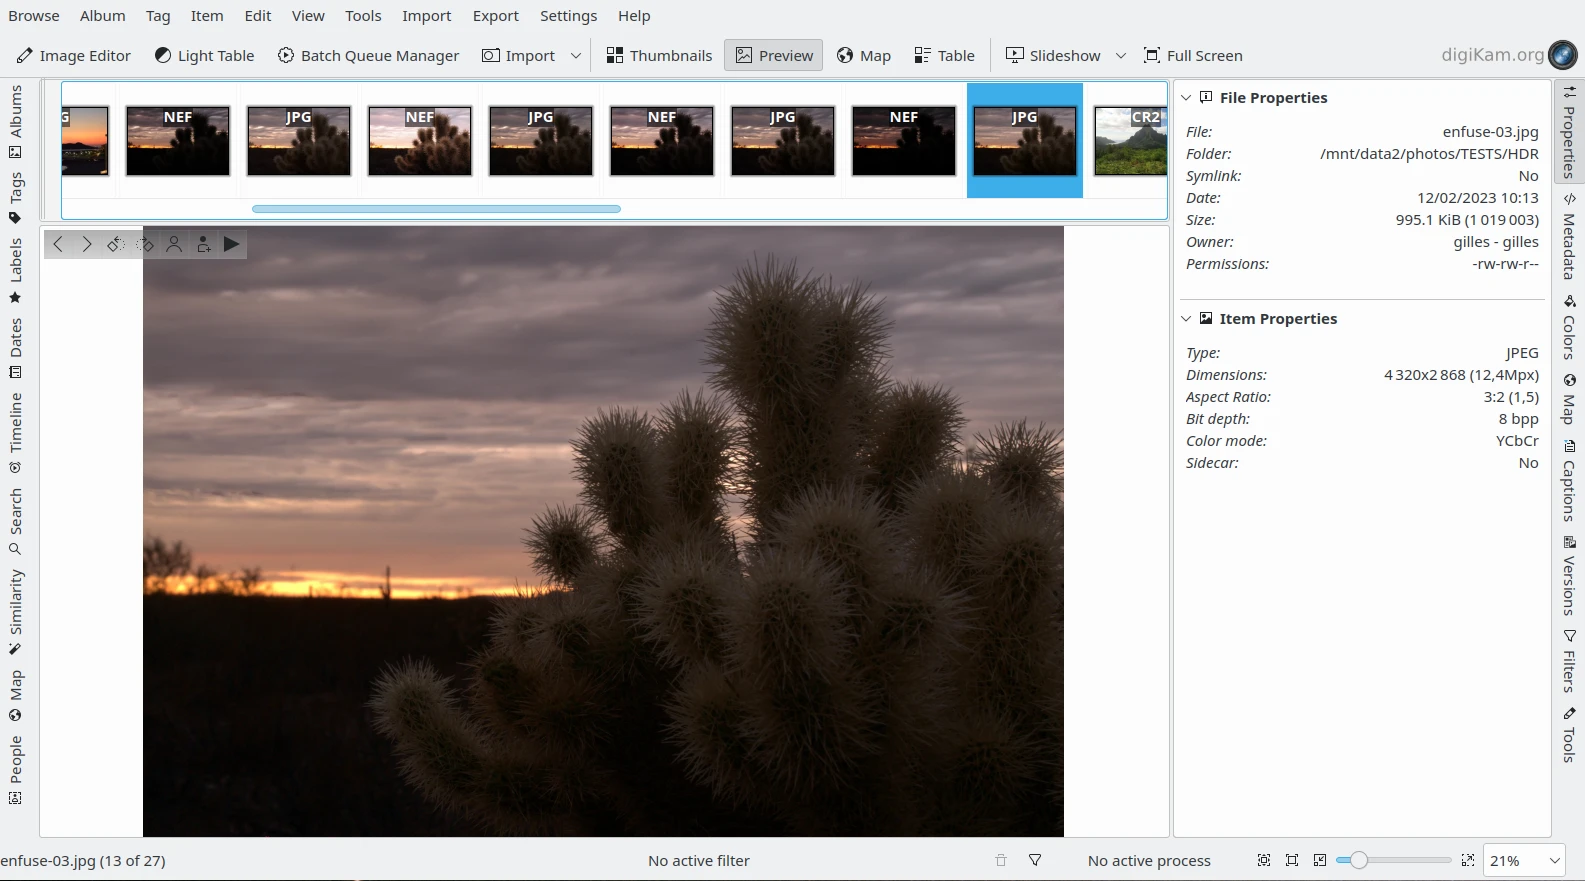 Browse Album Tag Item Edit View Tools Import Export Settings Help
Image Editor Light Table Batch Queue Manager Import Thumbnails Preview Map Table Slideshow Full Screen digiKam.org
Albums
Tags
Labels
Dates
Timeline
Search
Similarity
Map
People
G NEF JPG NEF JPG NEF JPG NEF JPG CR2
File Properties
File: enfuse-03.jpg
Folder: /mnt/data2/photos/TESTS/HDR
Symlink: No
Date: 12/02/2023 10:13
Size: 995.1 KiB (1 019 003)
Owner: gilles - gilles
Permissions: -rw-rw-r--
Item Properties
Type: JPEG
Dimensions: 4 320x2 868 (12,4Mpx)
Aspect Ratio: 3:2 (1,5)
Bit depth: 8 bpp
Color mode: YCbCr
Sidecar: No
Properties
Metadata
Colors
Map
Captions
Versions
Filters
Tools
enfuse-03.jpg (13 of 27) No active filter No active process 21%